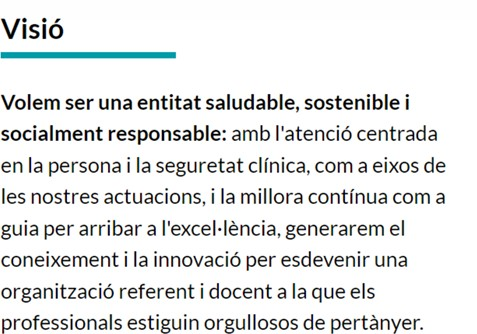 Visió
Volem ser una entitat saludable, sostenible i
socialment responsable: amb l'atenció centrada
en la persona i la seguretat clínica, com a eixos de
les nostres actuacions, i la millora contínua com a
guia per arribar a l'excel·lència, generarem el
coneixement i la innovació per esdevenir una
organització referent i docent a la que els
professionals estiguin orgullosos de pertànyer.